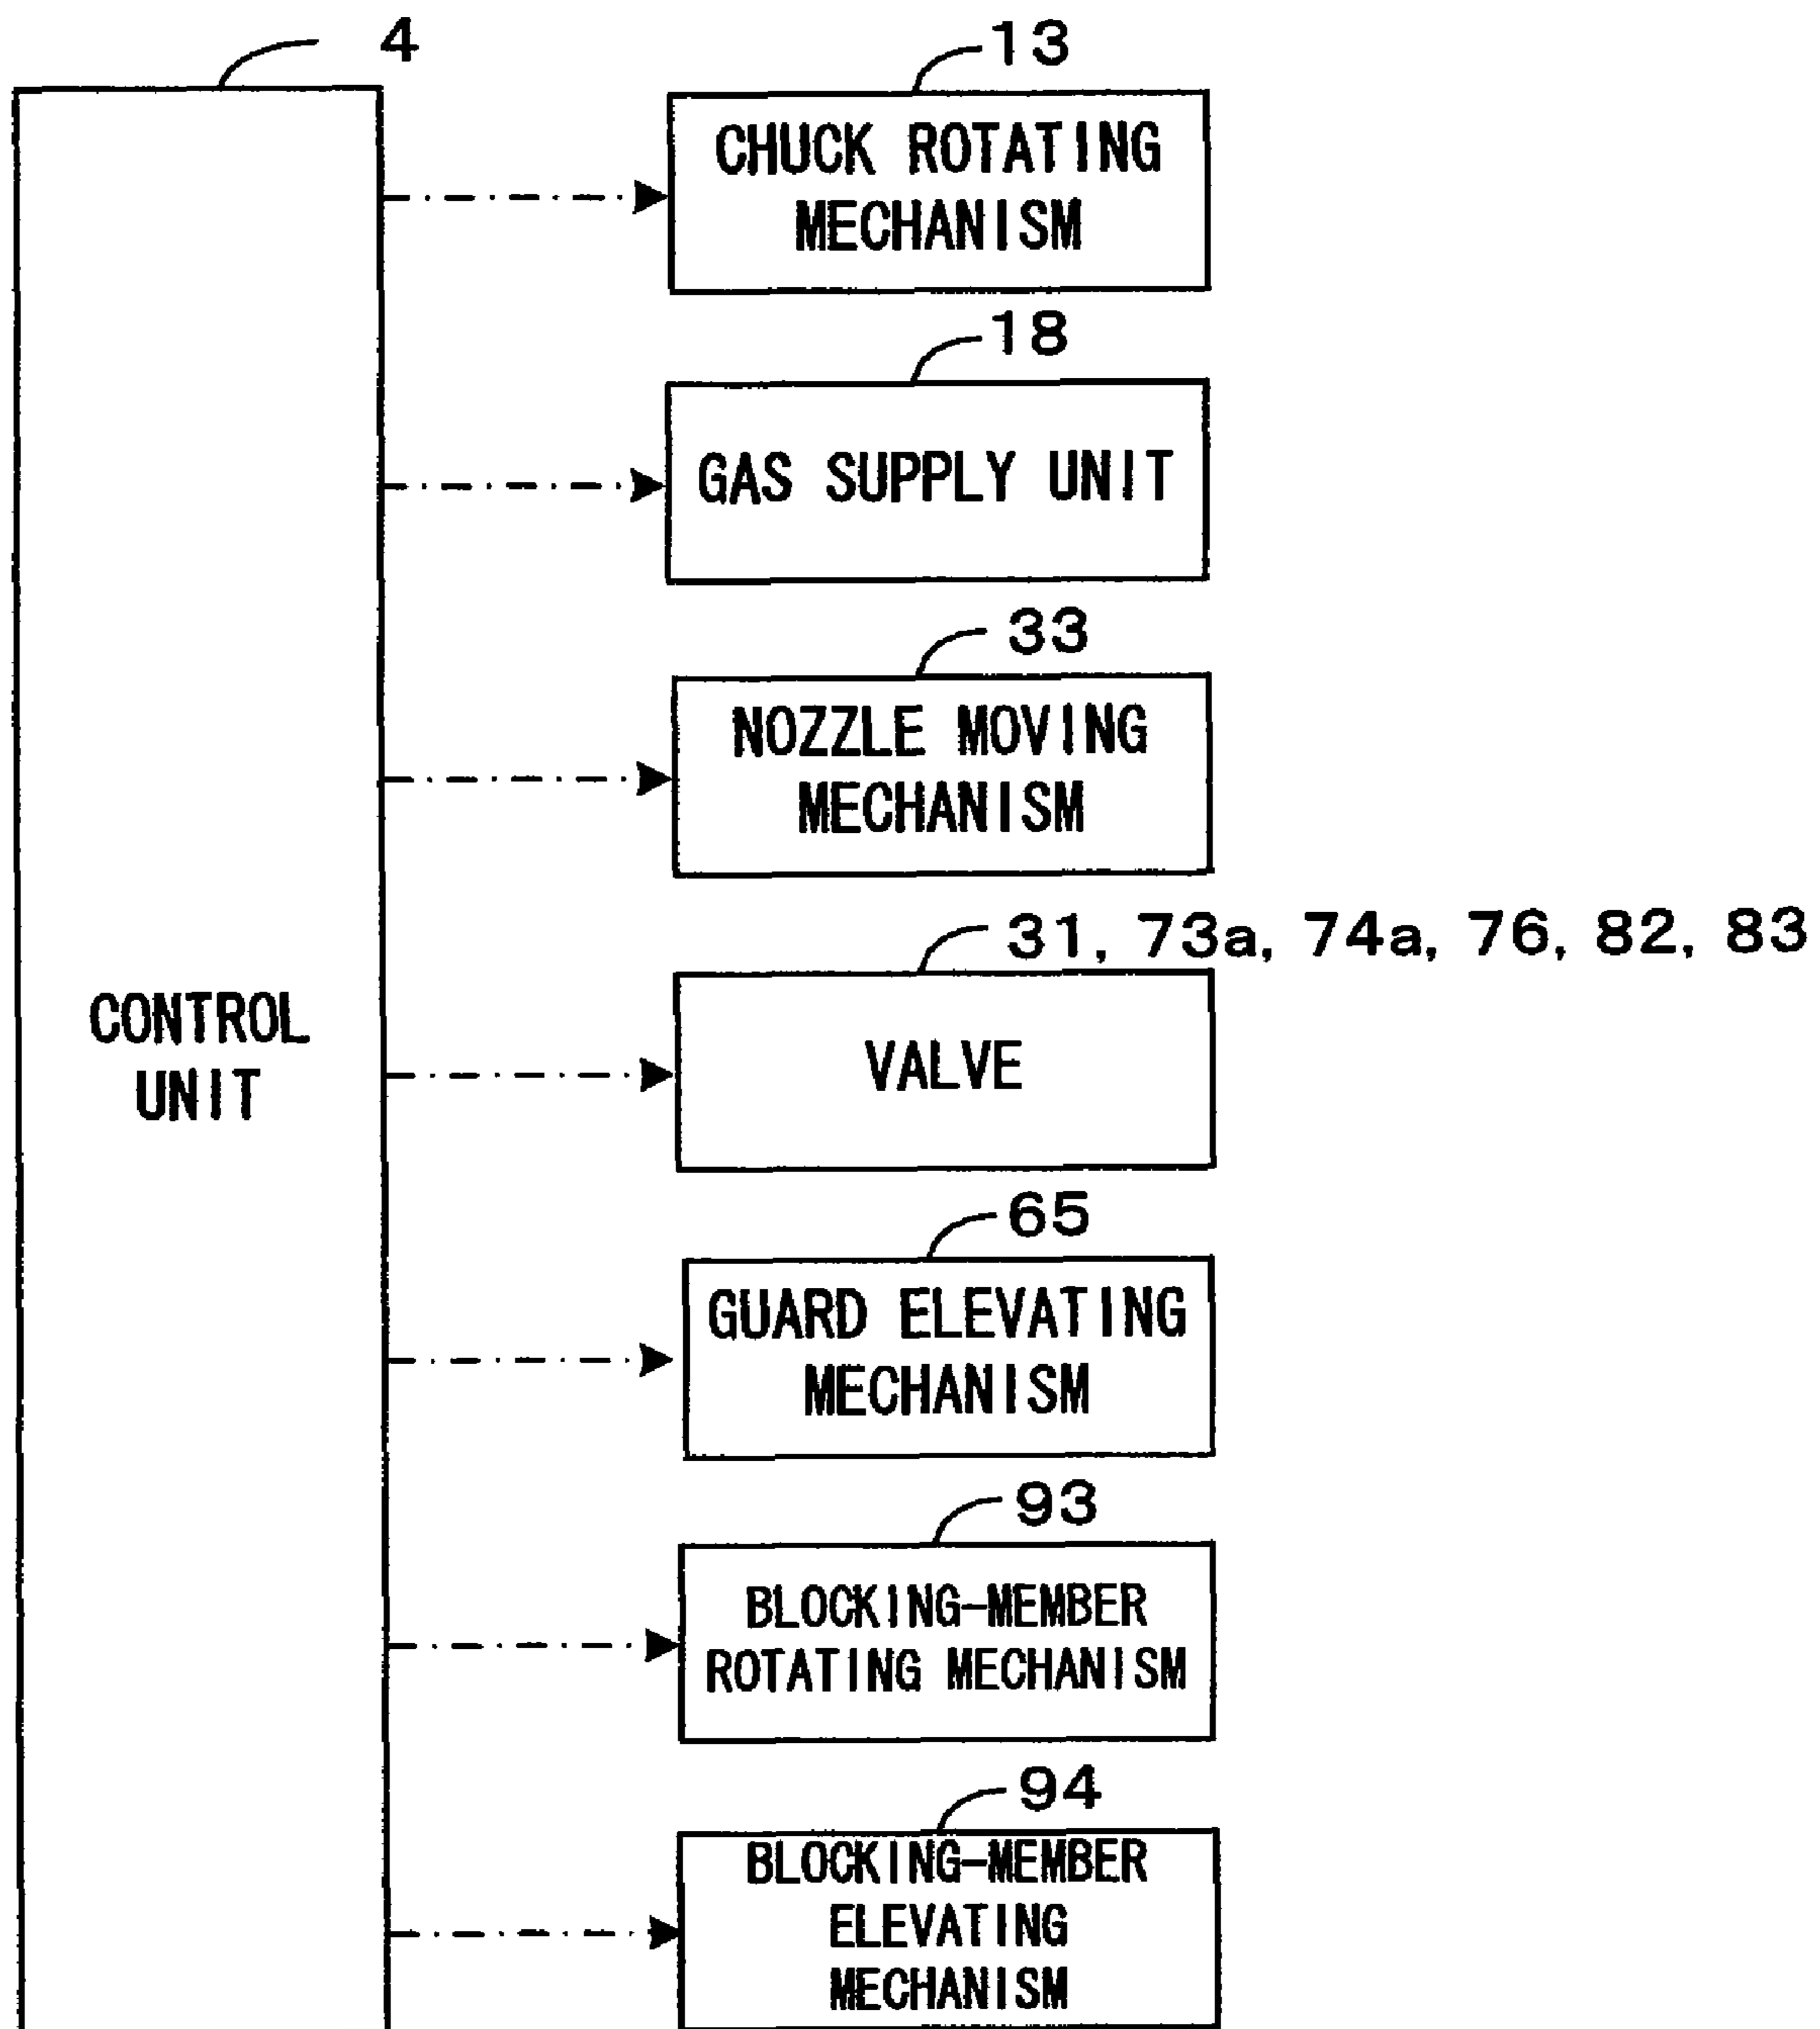 4
13
CHUCK ROTATING
MECHANISM
18
GAS SUPPLY UNIT
33
NOZZLE MOVING
MECHANISM
31, 73a, 74a, 76, 82, 83
CONTROL
UNIT
VALVE
65
GUARD ELEVATING
MECHANISM
93
BLOCKING-MEMBER
ROTATING MECHANISM
94
BLOCKING-MEMBER
ELEVATING
MECHANISM